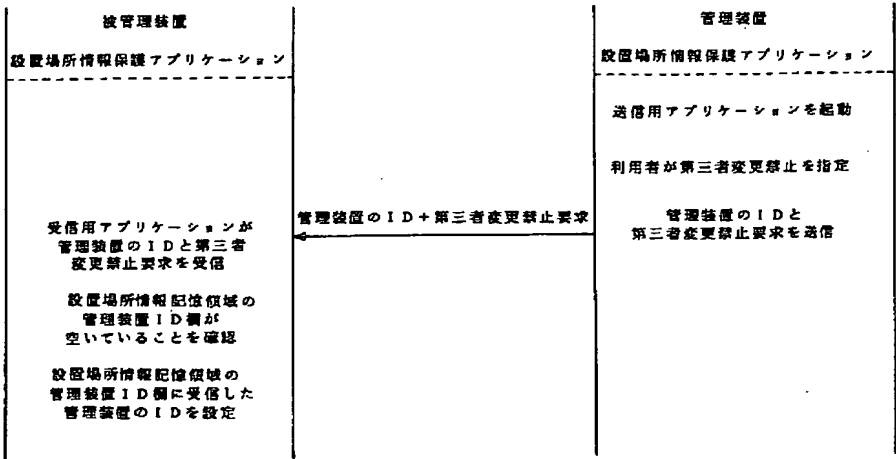 被管理装置
設置場所情報保護アプリケーション
管理装置
設置場所情報保護アプリケーション
送信用アプリケーションを起動
利用者が第三者変更禁止を指定
管理装置のIDと
第三者変更禁止要求を送信
管理装置のID+第三者変更禁止要求
受信用アプリケーションが
管理装置のIDと第三者
変更禁止要求を受信
設置場所情報記憶領域の
管理装置ID欄が
空いていることを確認
設置場所情報記憶領域の
管理装置ID欄に受信した
管理装置のIDを設定